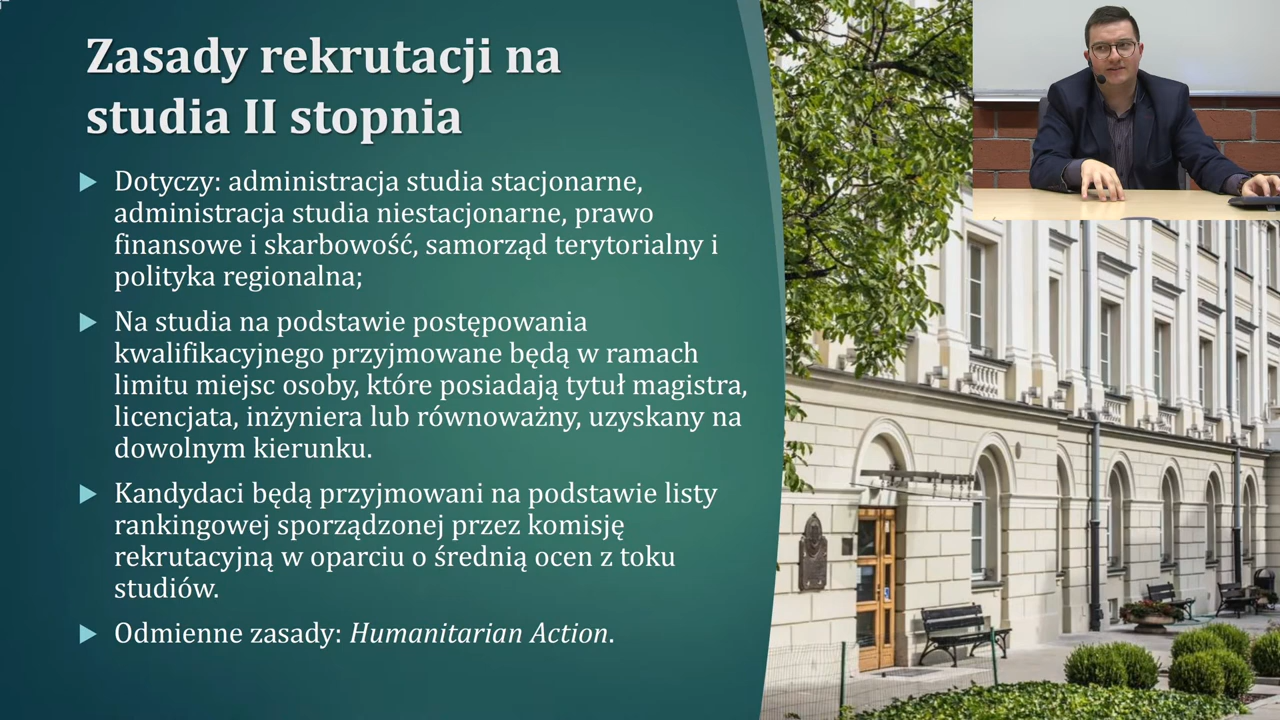 Zasady rekrutacji na
studia II stopnia
Dotyczy: administracja studia stacjonarne,
administracja studia niestacjonarne, prawo
finansowe i skarbowość, samorząd terytorialny i
polityka regionalna;
Na studia na podstawie postępowania
kwalifikacyjnego przyjmowane będą w ramach
limitu miejsc osoby, które posiadają tytuł magistra,
licencjata, inżyniera lub równoważny, uzyskany na
dowolnym kierunku.
Kandydaci będą przyjmowani na podstawie listy
rankingowej sporządzonej przez komisję
rekrutacyjną w oparciu o średnią ocen z toku
studiów.
Odmienne zasady: Humanitarian Action.